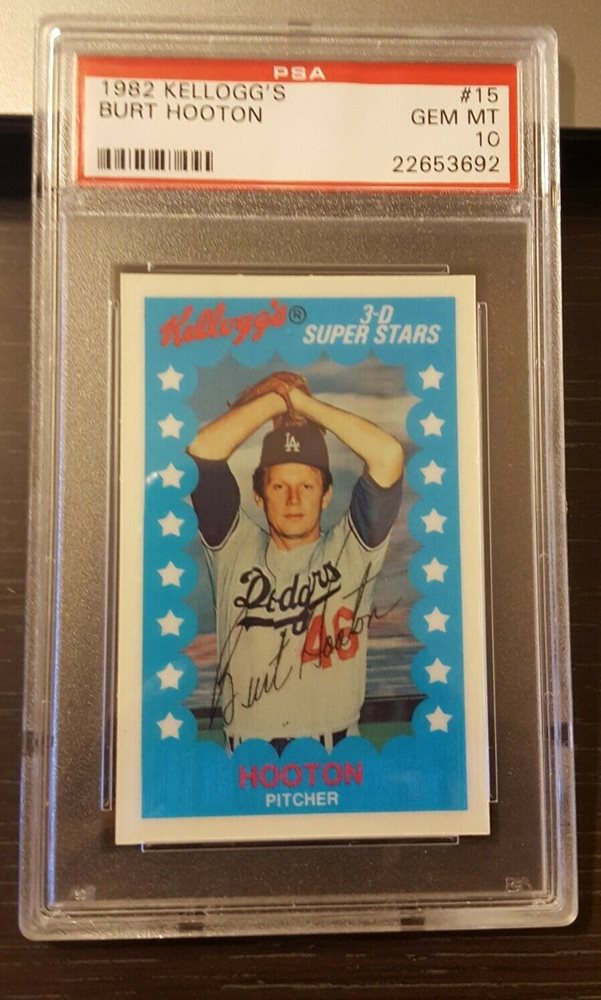 PSA
1982 KELLOGG'S #15
BURT HOOTON GEM MT
10
22653692
Kellogg's® 3-D
SUPER STARS
LA
Dodgers
46
Burt Hooton
HOOTON
PITCHER
PSA